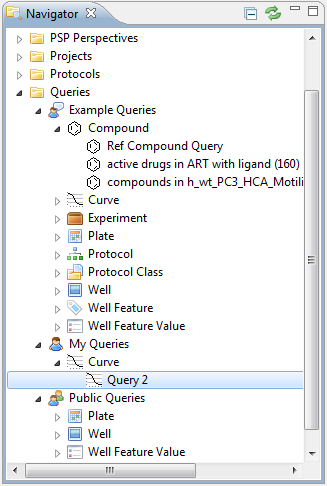 Navigator
PSP Perspectives
Projects
Protocols
Queries
Example Queries
Compound
Ref Compound Query
active drugs in ART with ligand (160)
compounds in h_wt_PC3_HCA_Motili
Curve
Experiment
Plate
Protocol
Protocol Class
Well
Well Feature
Well Feature Value
My Queries
Curve
Query 2
Public Queries
Plate
Well
Well Feature Value